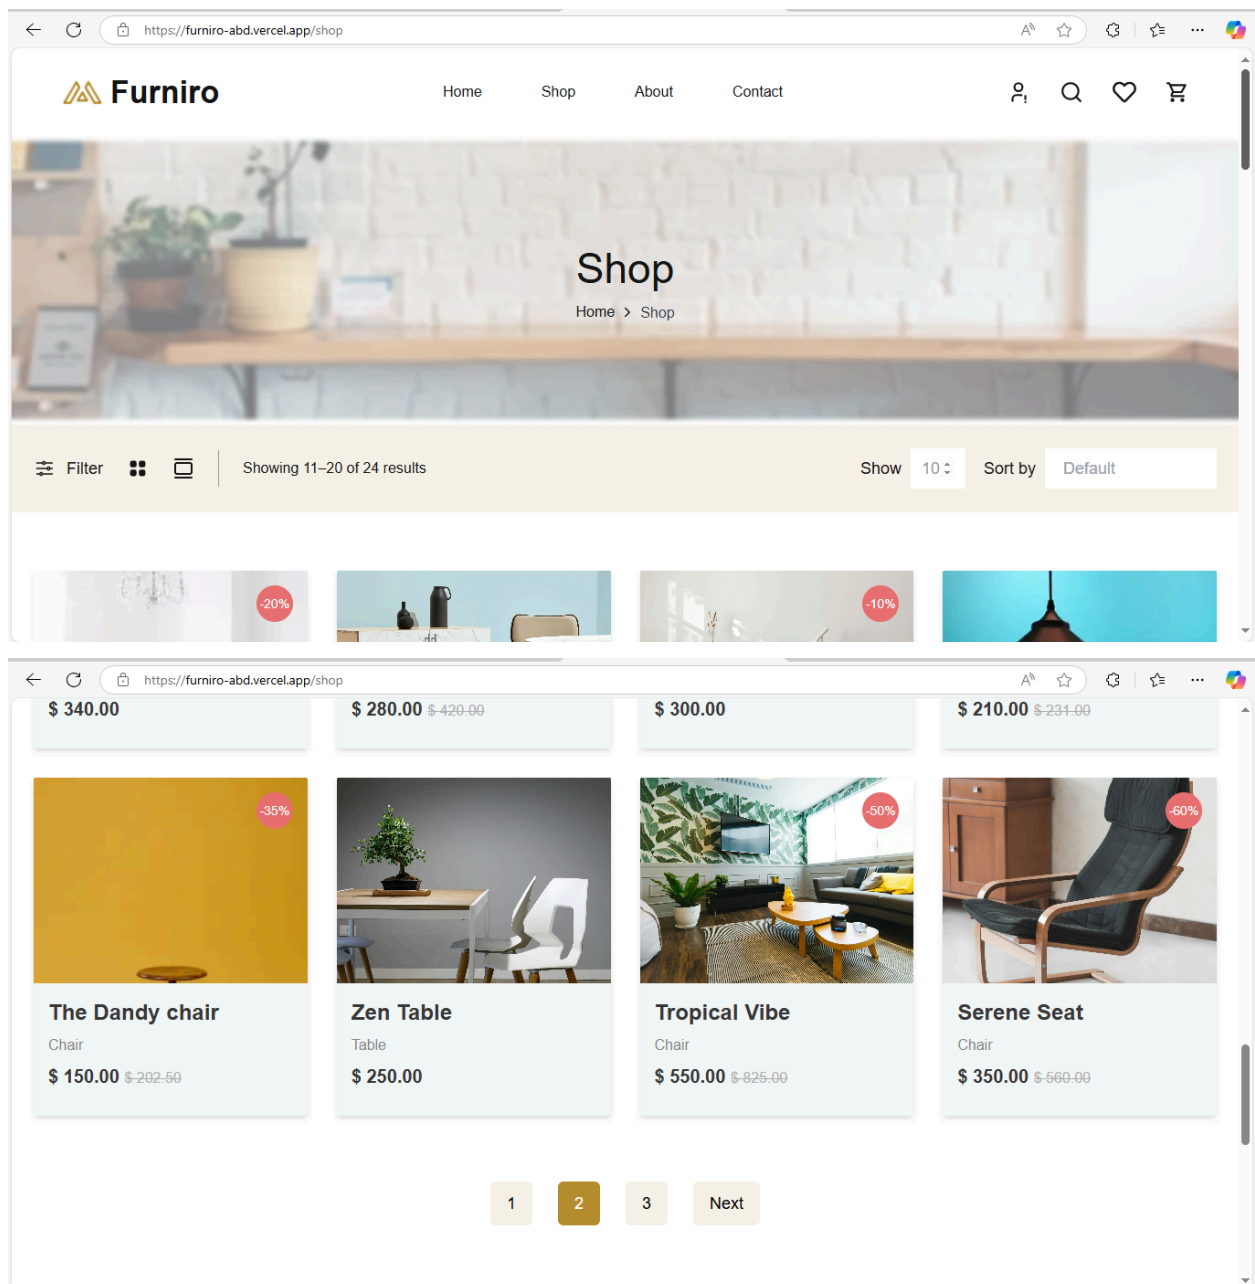 https://furniro-abd.vercel.app/shop
Furniro Home Shop About Contact
Shop
Home > Shop
Filter Showing 11–20 of 24 results Show 10 Sort by Default
-20% -10%
https://furniro-abd.vercel.app/shop
$ 340.00 $ 280.00 $ 420.00 $ 300.00 $ 210.00 $ 231.00
-35% -50% -60%
The Dandy chair Zen Table Tropical Vibe Serene Seat
Chair Table Chair Chair
$ 150.00 $ 202.50 $ 250.00 $ 550.00 $ 825.00 $ 350.00 $ 560.00
1 2 3 Next